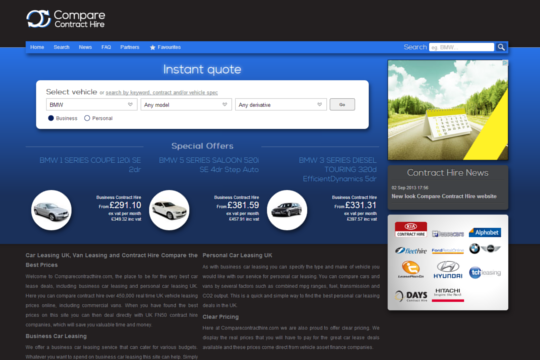 Compare
Contract Hire
Home Search News FAQ Partners Favourites
Search eg. BMW
Instant quote
Select vehicle or search by keyword, contract and/or vehicle spec
BMW Any model Any derivative Go
Business Personal
Special Offers
BMW 1 SERIES COUPE 120i SE 2dr
BMW 5 SERIES SALOON 520i SE 4dr Step Auto
BMW 3 SERIES DIESEL TOURING 320d EfficientDynamics 5dr
Business Contract Hire
From £291.10
ex vat per month
£349.32 inc vat
Business Contract Hire
From £381.59
ex vat per month
£457.91 inc vat
Business Contract Hire
From £331.31
ex vat per month
£397.57 inc vat
Contract Hire News
02 Sep 2013 17:00
New look Compare Contract Hire website
KIA
CONTRACT HIRE
Alphabet
fleethire
LeasedPlanet4u
HYUNDAI
CONTRACT HIRE
tchleasing
DAYS
HITACHI
Inspire the Next
Car Leasing UK, Van Leasing and Contract Hire Compare the
Best Prices
Welcome to Comparecontracthire.com, the place to be for the very best car
lease deals, including business car leasing and personal car leasing UK.
Here you can compare contract hire over 450,000 real time UK vehicle leasing
prices online, including commercial vans. When you have found the best
prices on this site you can then deal directly with UK FNSI contract hire
companies, which will save you valuable time and money.
Business Car Leasing
We offer a business car leasing service that can cater for various budgets.
Whatever you want to spend on business car leasing this site can help. Simply
Personal Car Leasing UK
As with business car leasing you can specify the type and make of vehicle you
would like with our service for personal car leasing. You can compare cars and
vans by several factors such as combined mpg ranges, fuel, transmission and
CO2 output. This is a quick and simple way to find the best personal car leasing
deals in the UK.
Clear Pricing
Here at Comparecontracthire.com we are also proud to offer clear pricing. We
display the real prices that you will have to pay for the great car lease deals
available and these prices come direct from vehicle asset finance companies.